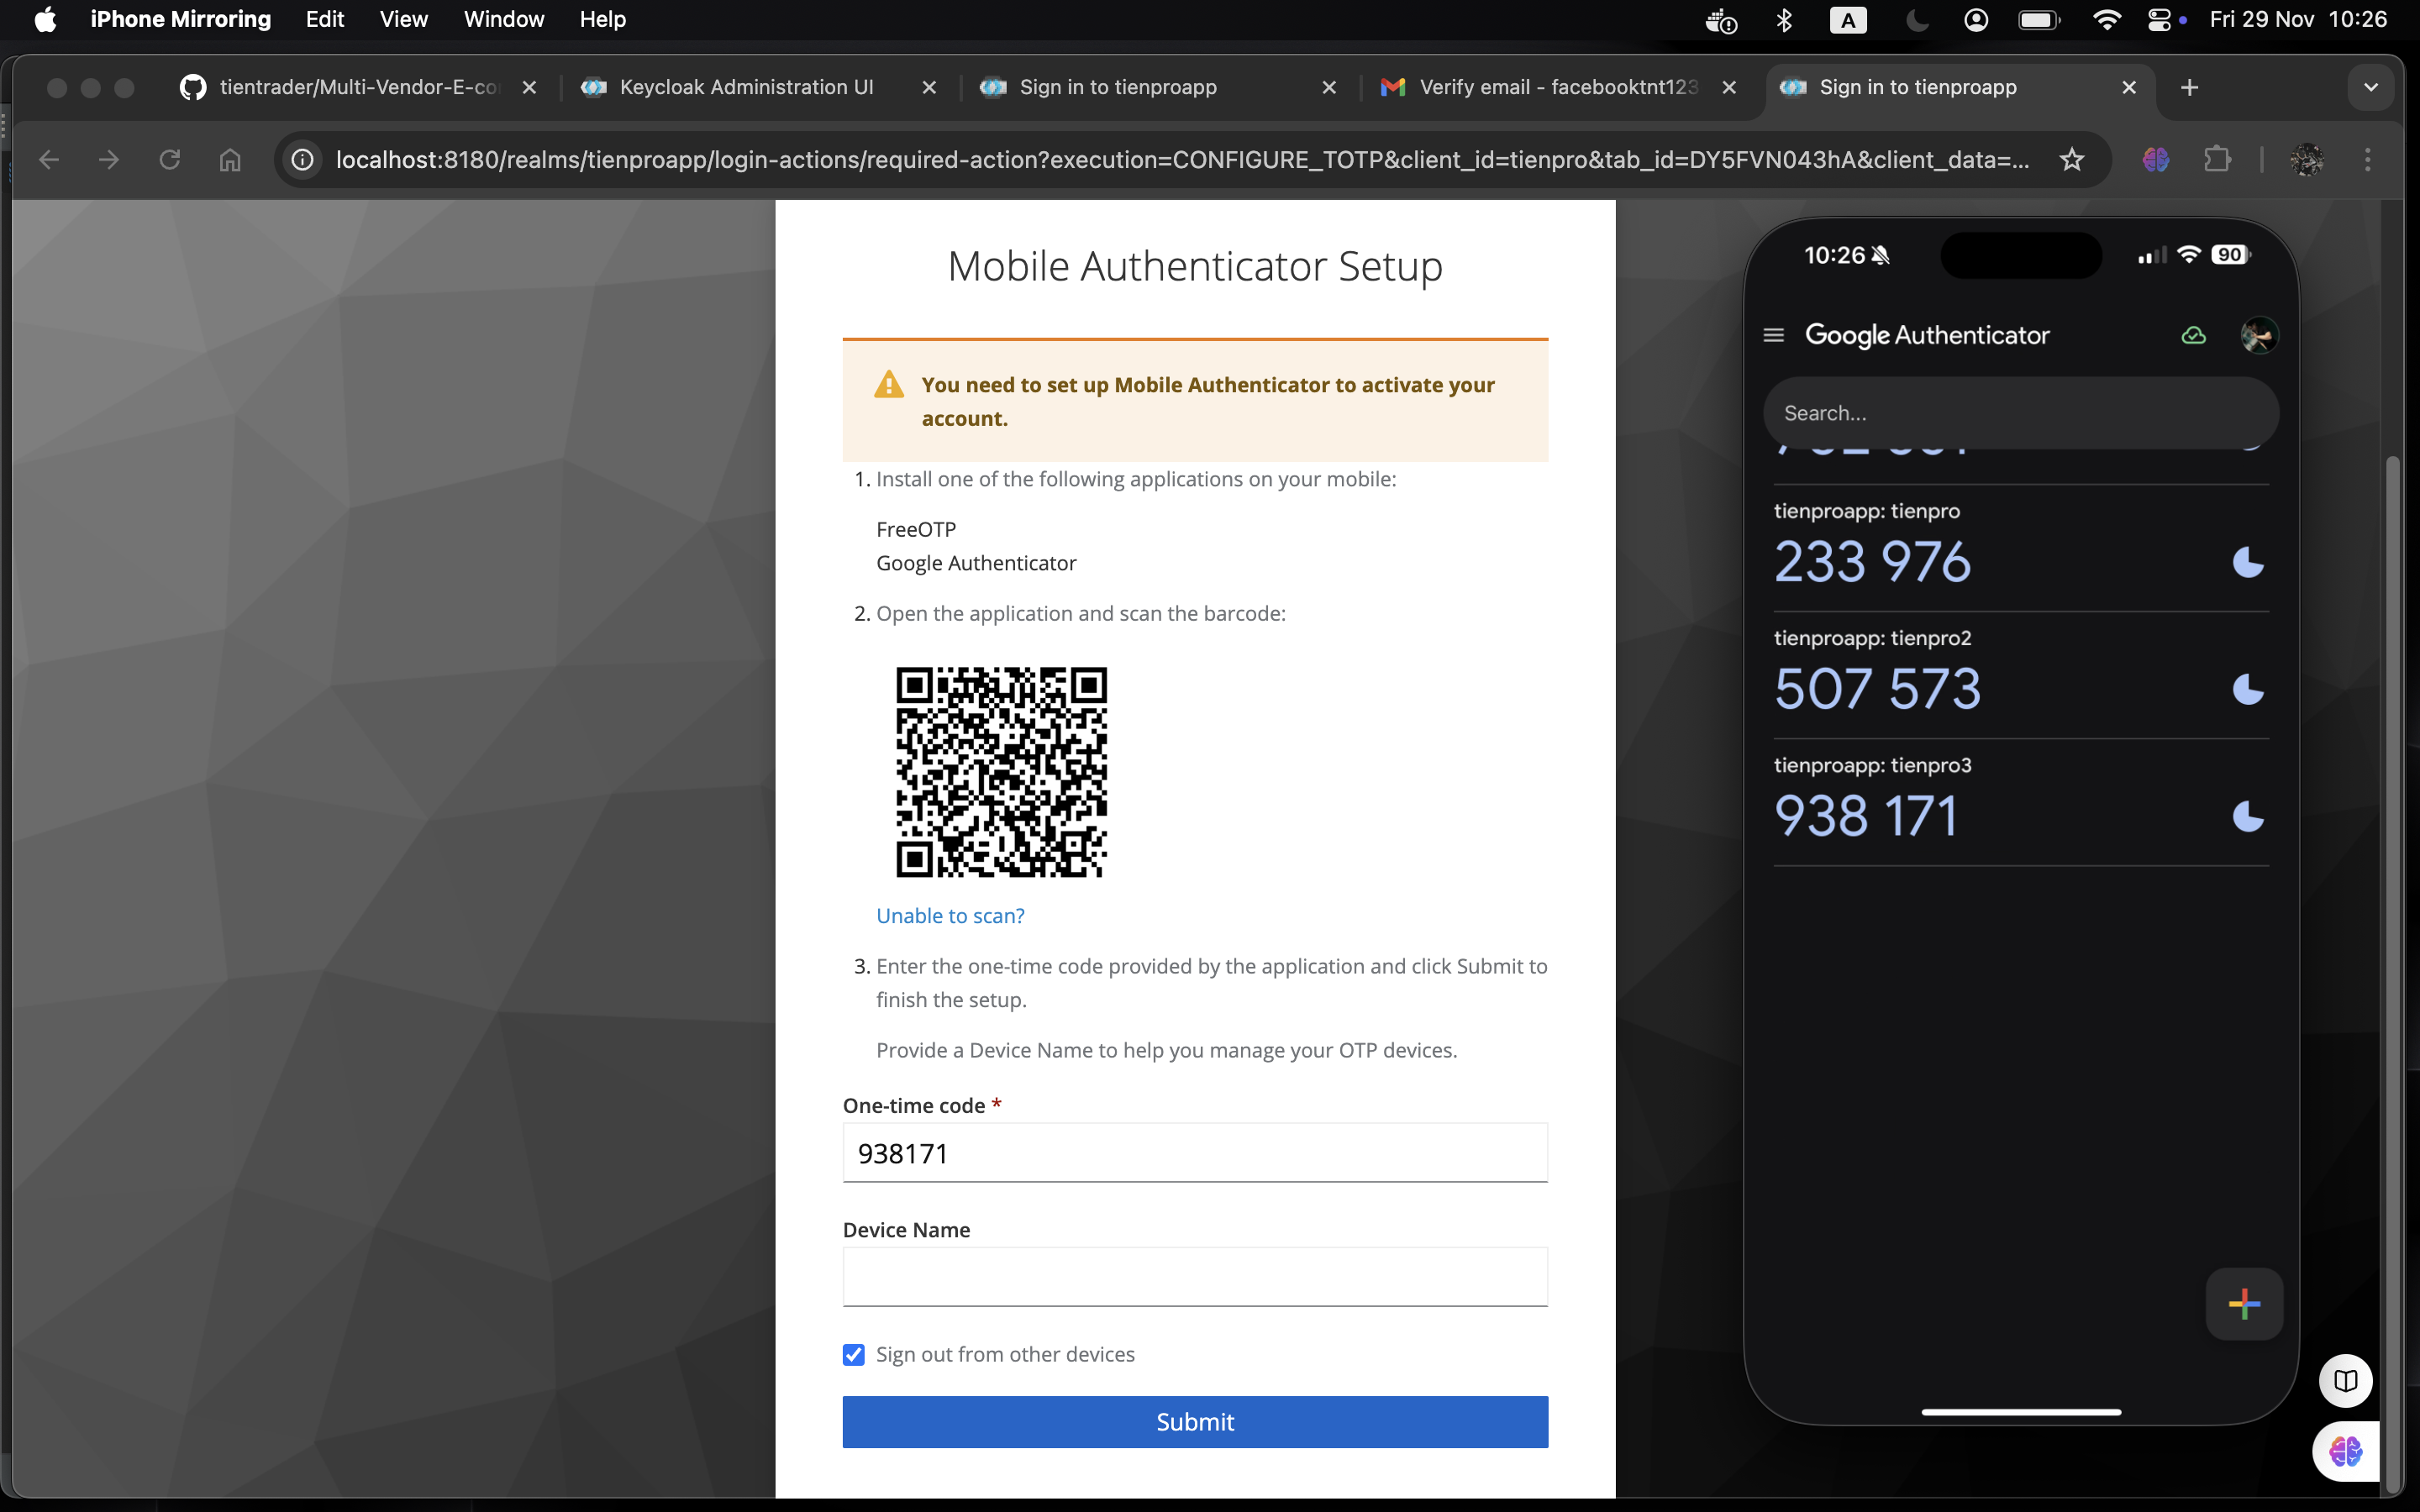 iPhone Mirroring Edit View Window Help
A Fri 29 Nov 10:26
tientrader/Multi-Vendor-E-co
Keycloak Administration UI
Sign in to tienproapp
Verify email - facebooktnt123
Sign in to tienproapp
localhost:8180/realms/tienproapp/login-actions/required-action?execution=CONFIGURE_TOTP&client_id=tienpro&tab_id=DY5FVN043hA&client_data=...
Mobile Authenticator Setup
You need to set up Mobile Authenticator to activate your
account.
1. Install one of the following applications on your mobile:
FreeOTP
Google Authenticator
2. Open the application and scan the barcode:
Unable to scan?
3. Enter the one-time code provided by the application and click Submit to
finish the setup.
Provide a Device Name to help you manage your OTP devices.
One-time code *
938171
Device Name
Sign out from other devices
Submit
10:26
90
Google Authenticator
Search...
tienproapp: tienpro
233 976
tienproapp: tienpro2
507 573
tienproapp: tienpro3
938 171